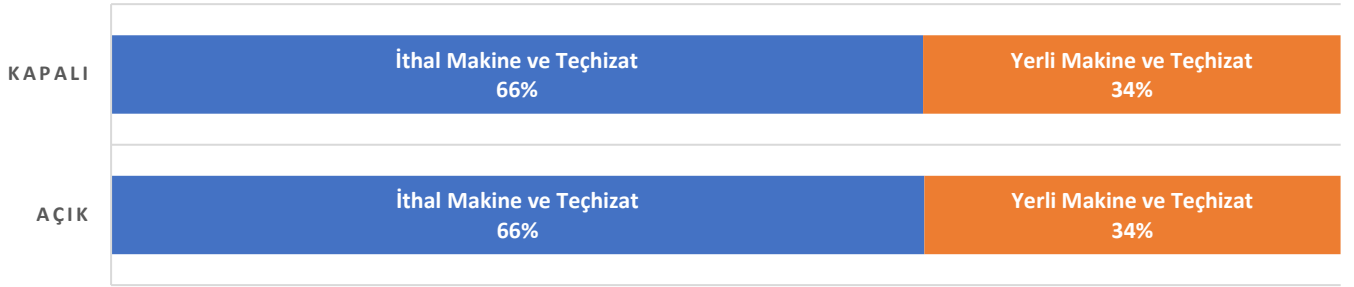 KAPALI
İthal Makine ve Teçhizat
66%
Yerli Makine ve Teçhizat
34%
AÇIK
İthal Makine ve Teçhizat
66%
Yerli Makine ve Teçhizat
34%